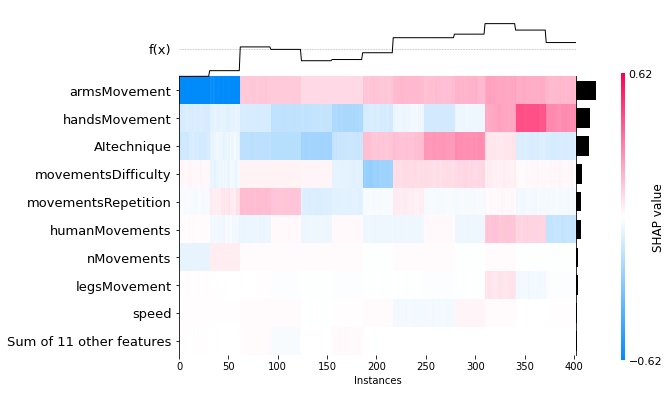 f(x)
armsMovement
handsMovement
AItechnique
movementsDifficulty
movementsRepetition
humanMovements
nMovements
legsMovement
speed
Sum of 11 other features
0 50 100 150 200 250 300 350 400
Instances
0.62
SHAP value
−0.62